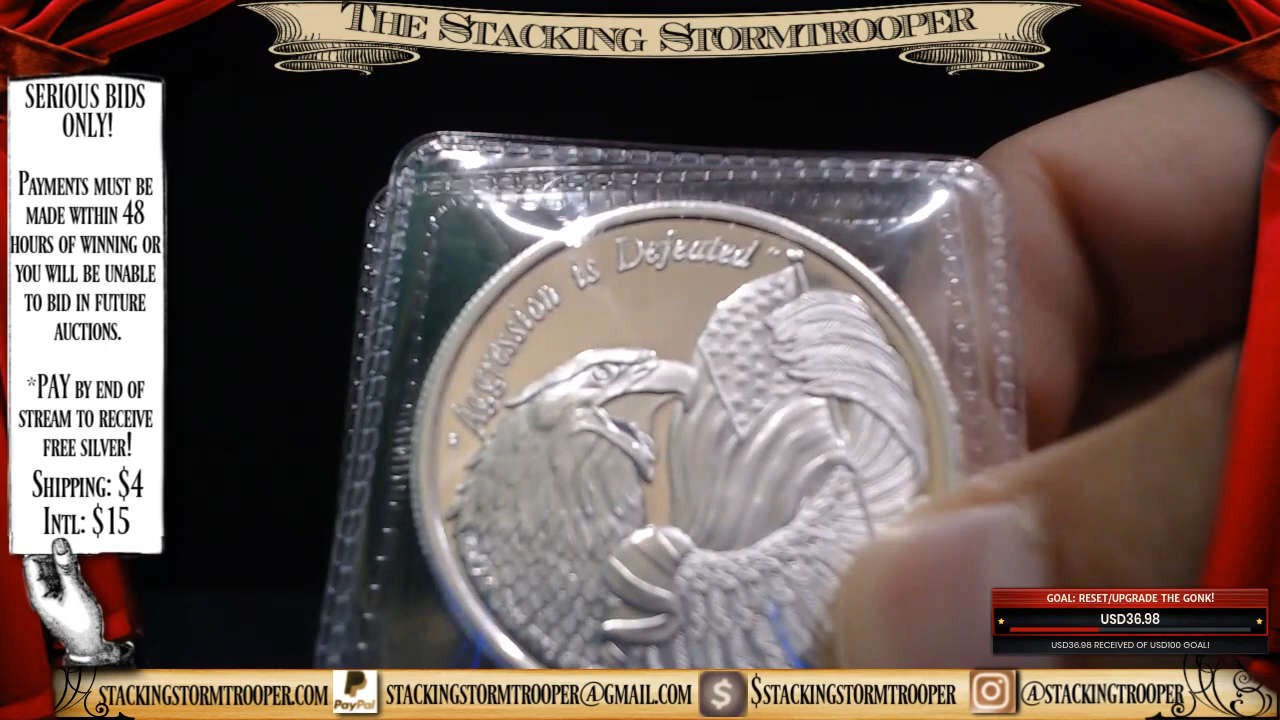 The Stacking Stormtrooper
SERIOUS BIDS
ONLY!
PAYMENTS MUST BE
MADE WITHIN 48
HOURS OF WINNING OR
YOU WILL BE UNABLE
TO BID IN FUTURE
AUCTIONS.
*PAY BY END OF
STREAM TO RECEIVE
FREE SILVER!
SHIPPING: $4
INTL: $15
"Aggression is Defeated"
GOAL: RESET/UPGRADE THE GONK!
USD36.98
USD36.98 RECEIVED OF USD100 GOAL!
STACKINGSTORMTROOPER.COM
PayPal
STACKINGSTORMTROOPER@GMAIL.COM
$
$STACKINGSTORMTROOPER
@STACKINGTROOPER